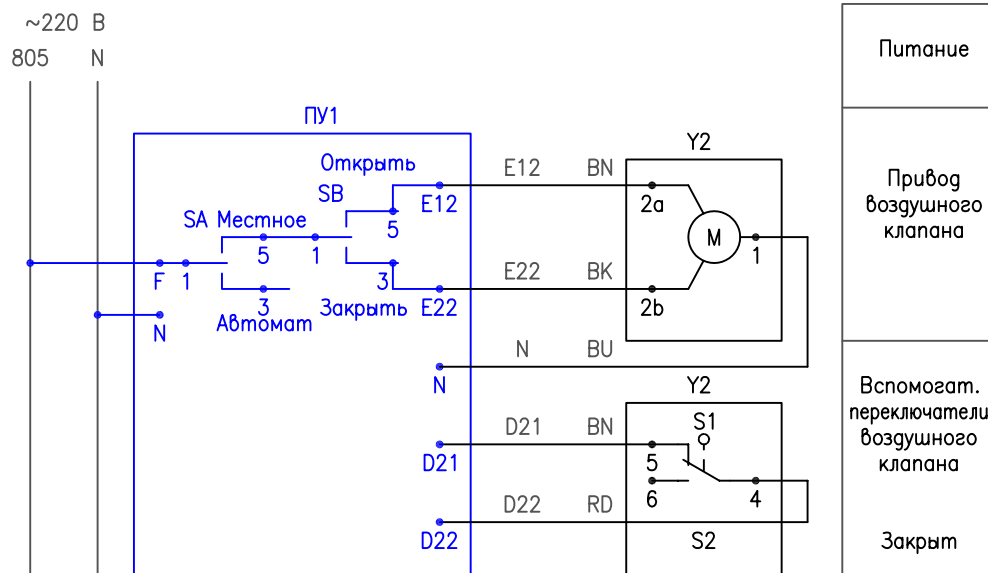 ~220 В
805 N
Питание
ПУ1
Открыть
SB
SA Местное
E12
5
5
1
F 1
3
3
Автомат
Закрыть
E22
N
N
E12 BN
E22 BK
N BU
Y2
2a
M
1
2b
Привод
воздушного
клапана
D21 BN
D21
D22 RD
D22
Y2
S1
5
6
4
S2
Вспомогат.
переключатели
воздушного
клапана
Закрыт